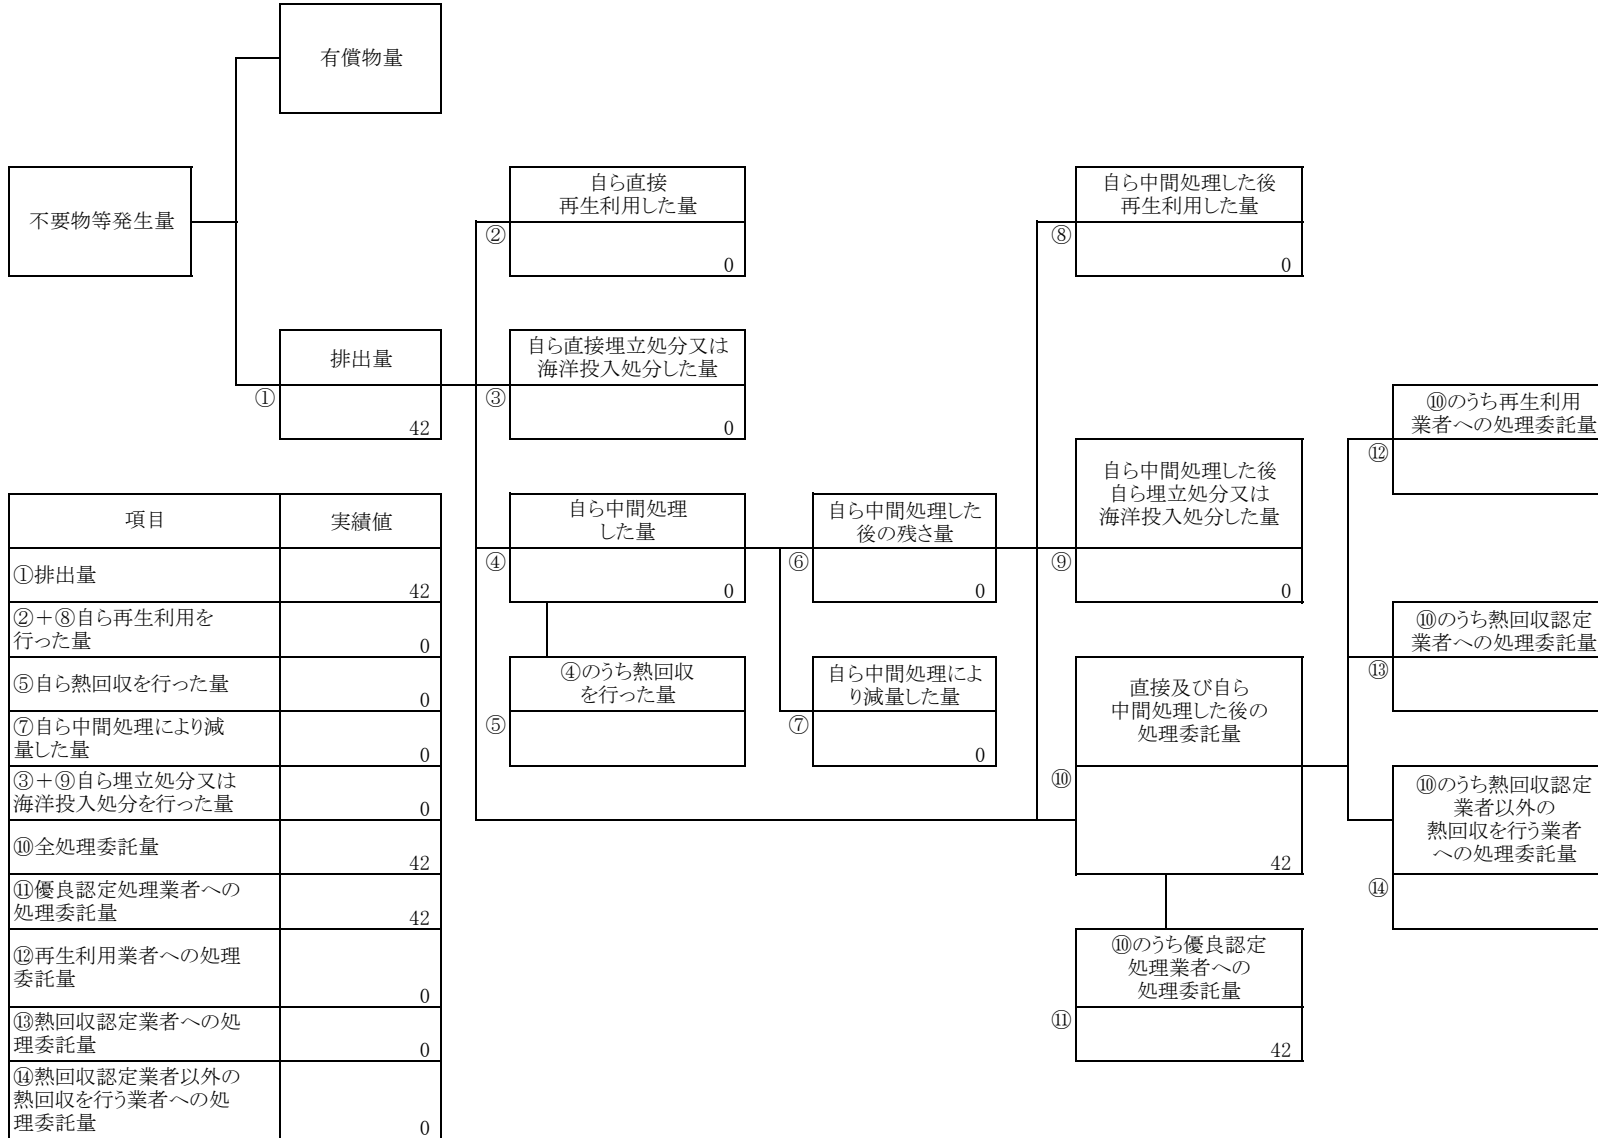 有償物量
不要物等発生量
自ら直接
再生利用した量
②
0
自ら中間処理した後
再生利用した量
⑧
0
排出量
①
42
自ら直接埋立処分又は
海洋投入処分した量
③
0
⑩のうち再生利用
業者への処理委託量
⑫
自ら中間処理した後
自ら埋立処分又は
海洋投入処分した量
⑨
0
自ら中間処理
した量
④
0
自ら中間処理した
後の残さ量
⑥
0
⑩のうち熱回収認定
業者への処理委託量
⑬
④のうち熱回収
を行った量
⑤
自ら中間処理によ
り減量した量
⑦
0
直接及び自ら
中間処理した後の
処理委託量
⑩
42
⑩のうち熱回収認定
業者以外の
熱回収を行う業者
への処理委託量
⑭
⑩のうち優良認定
処理業者への
処理委託量
⑪
42
項目 実績値
①排出量
42
②＋⑧自ら再生利用を
行った量
0
⑤自ら熱回収を行った量
0
⑦自ら中間処理により減
量した量
0
③＋⑨自ら埋立処分又は
海洋投入処分を行った量
0
⑩全処理委託量
42
⑪優良認定処理業者への
処理委託量
42
⑫再生利用業者への処理
委託量
0
⑬熱回収認定業者への処
理委託量
0
⑭熱回収認定業者以外の
熱回収を行う業者への処
理委託量
0